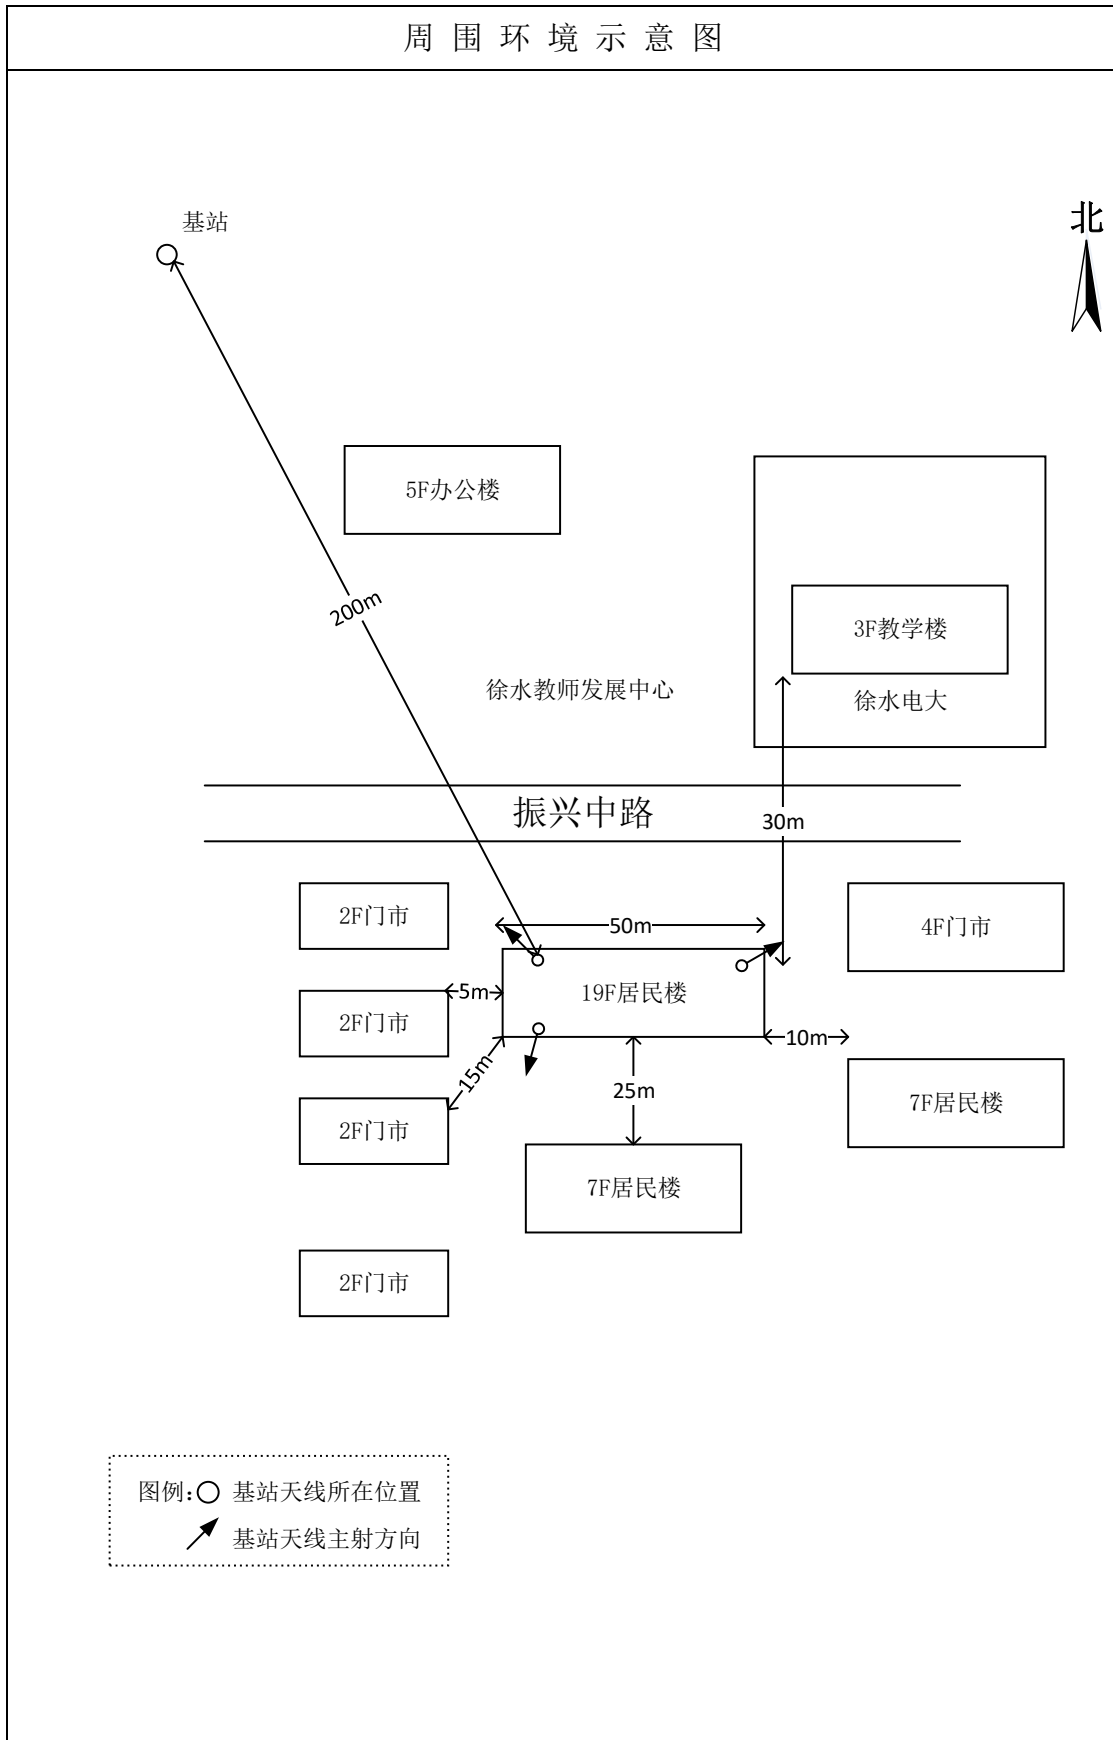 周围环境示意图
基站
北
5F办公楼
200m
3F教学楼
徐水教师发展中心
徐水电大
振兴中路
30m
2F门市
50m
4F门市
5m
19F居民楼
2F门市
10m
15m
25m
7F居民楼
2F门市
7F居民楼
2F门市
图例:
基站天线所在位置
基站天线主射方向